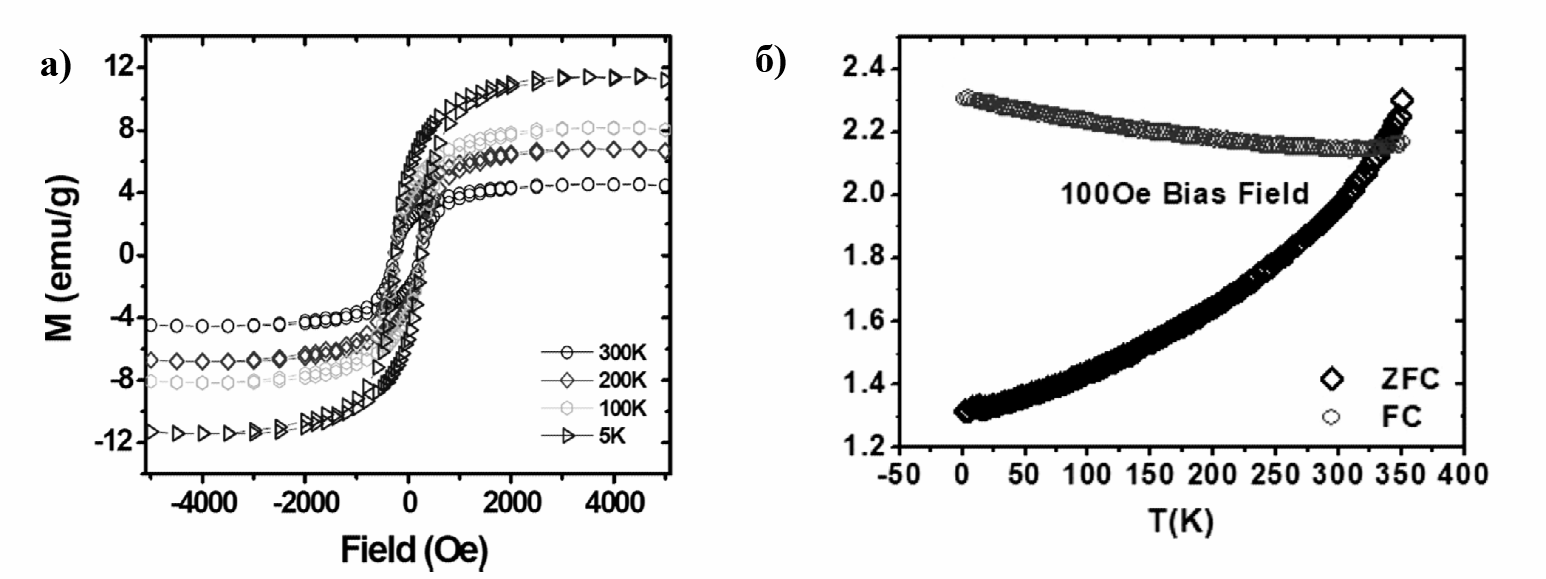 а)
12
8
4
0
-4
-8
-12
M (emu/g)
-4000 -2000 0 2000 4000
Field (Oe)
300K
200K
100K
5K
б)
2.4
2.2
2.0
1.8
1.6
1.4
1.2
100Oe Bias Field
ZFC
FC
-50 0 50 100 150 200 250 300 350 400
T(K)